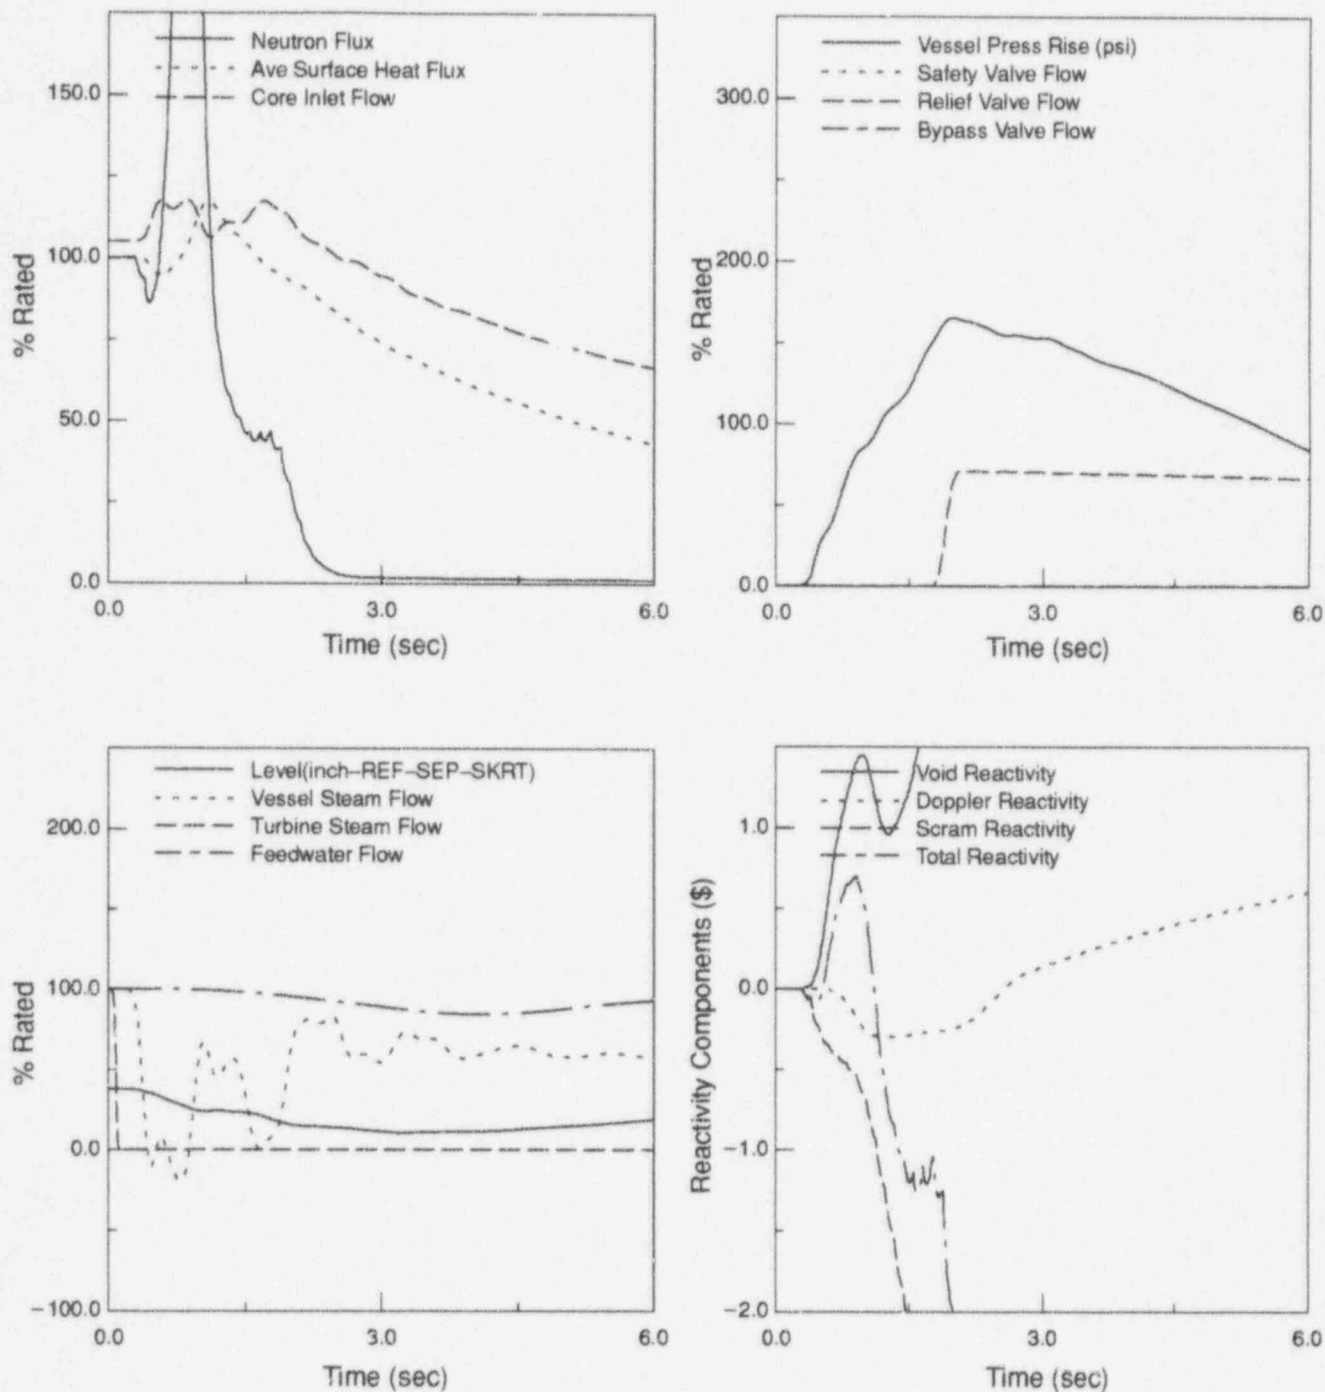 Neutron Flux
Ave Surface Heat Flux
Core Inlet Flow
150.0
100.0
50.0
0.0
% Rated
0.0
3.0
6.0
Time (sec)
Vessel Press Rise (psi)
Safety Valve Flow
Relief Valve Flow
Bypass Valve Flow
300.0
200.0
100.0
0.0
% Rated
0.0
3.0
6.0
Time (sec)
Level(inch–REF–SEP–SKRT)
Vessel Steam Flow
Turbine Steam Flow
Feedwater Flow
200.0
100.0
0.0
−100.0
% Rated
0.0
3.0
6.0
Time (sec)
Void Reactivity
Doppler Reactivity
Scram Reactivity
Total Reactivity
1.0
0.0
−1.0
−2.0
Reactivity Components ($)
0.0
3.0
6.0
Time (sec)